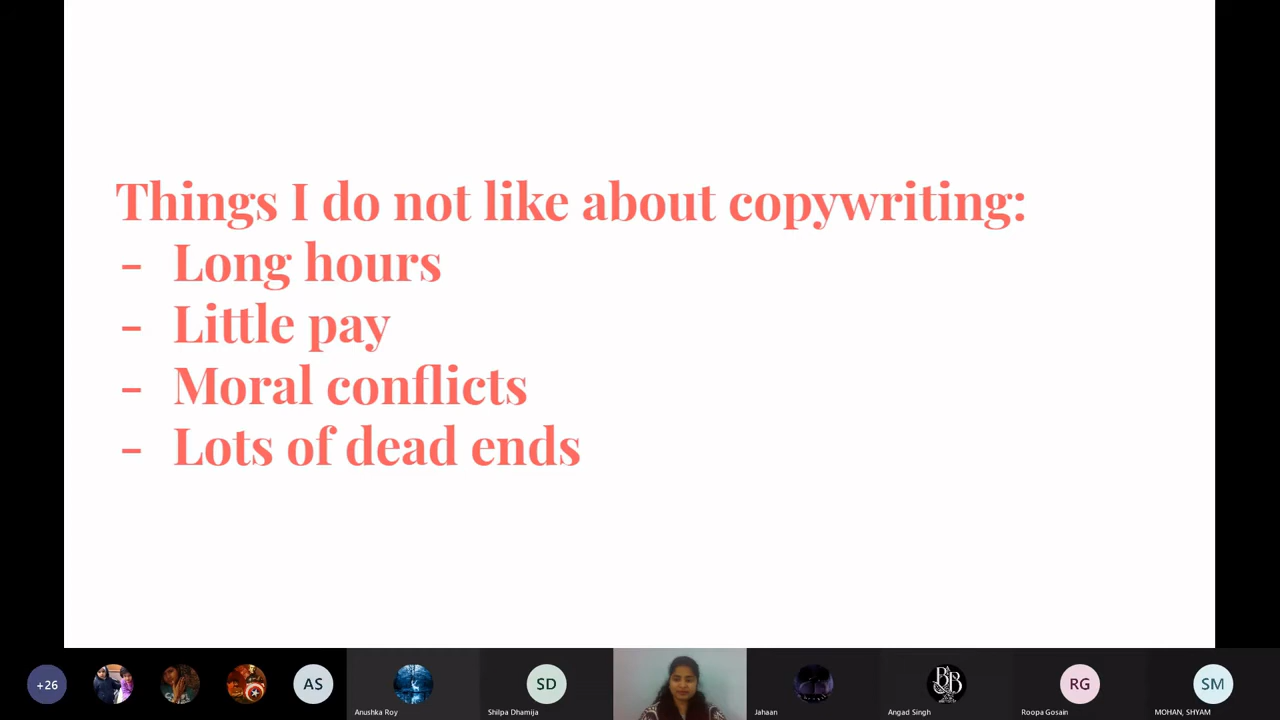 Things I do not like about copywriting:
- Long hours
- Little pay
- Moral conflicts
- Lots of dead ends
+26
AS
SD
BB
RG
SM
Anushka Roy
Shilpa Dhamija
Jahaan
Angad Singh
Roopa Gosain
MOHAN, SHYAM